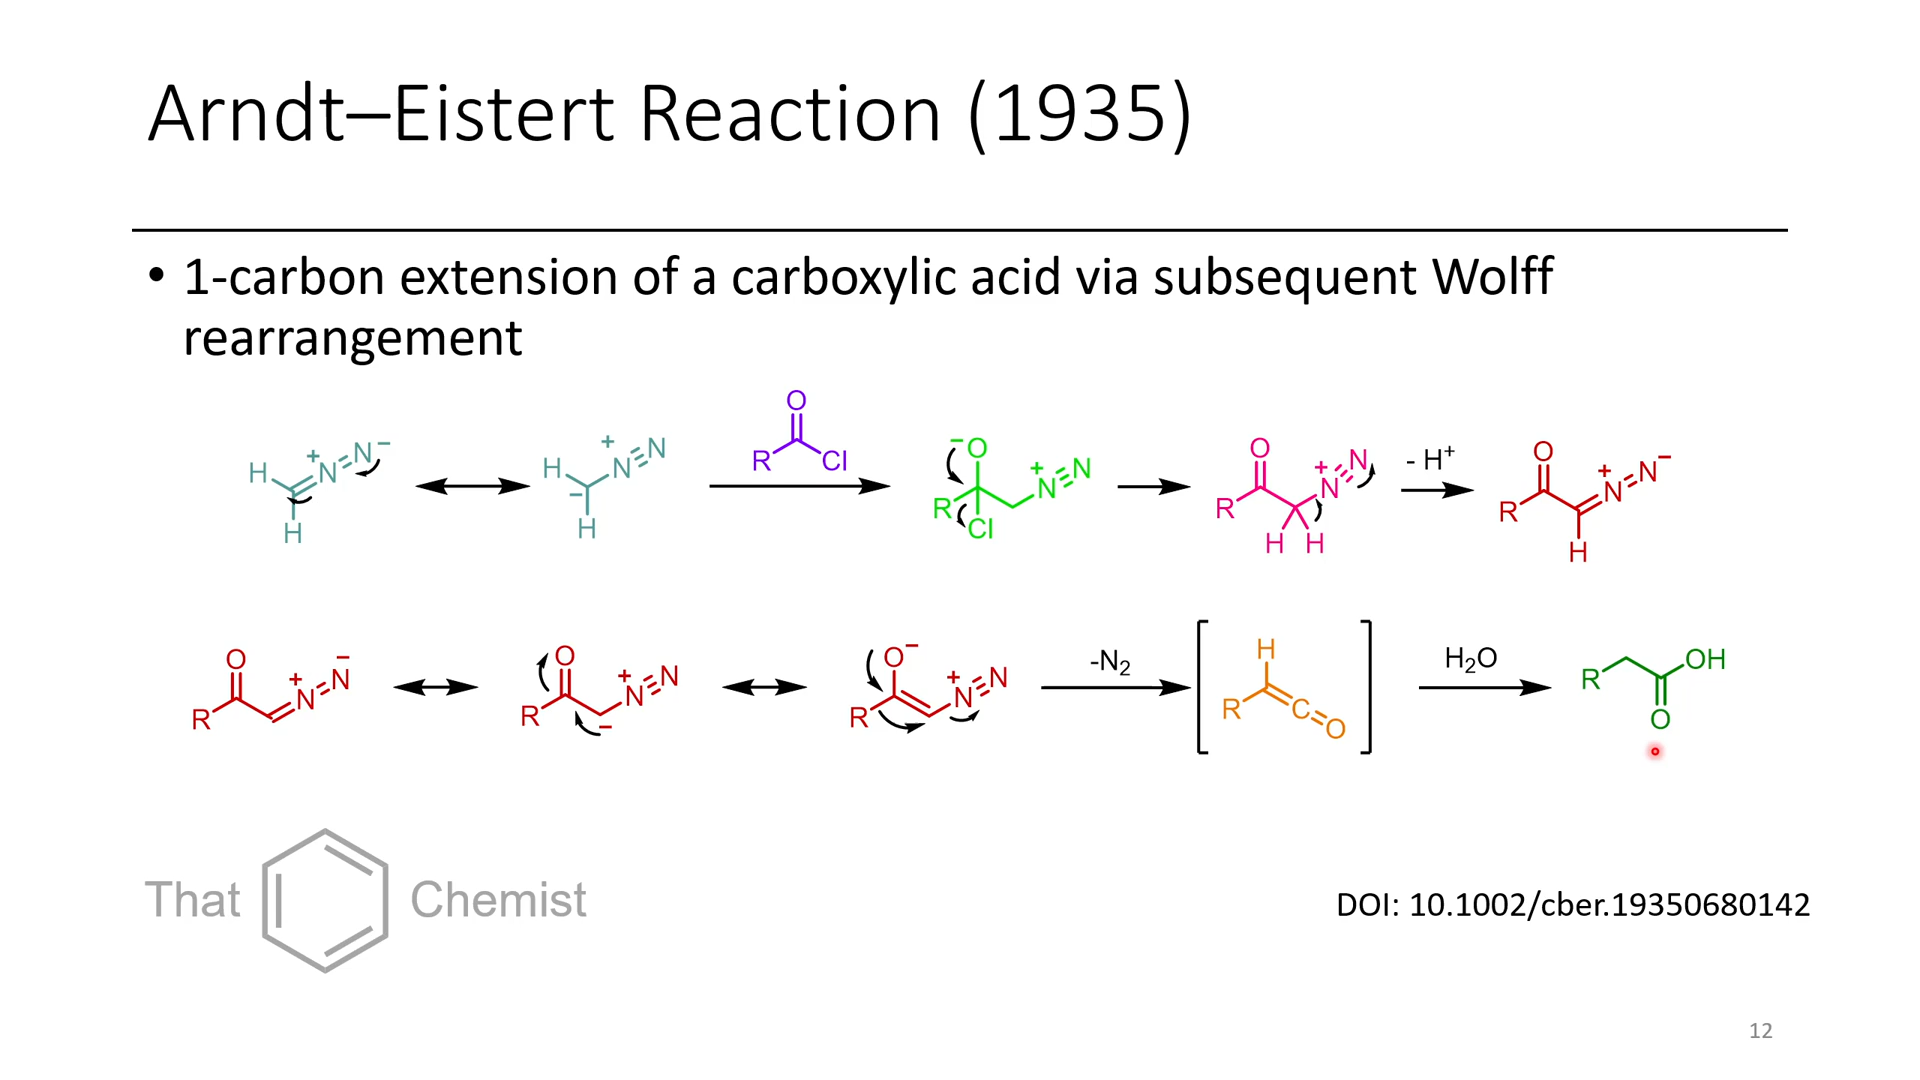 Arndt–Eistert Reaction (1935)
• 1-carbon extension of a carboxylic acid via subsequent Wolff
rearrangement
H H + N N −
H H − + N N
O R Cl
−O R Cl + N N
O R H H + N N
- H+
O R H + N N −
O R + N N −
O R − + N N
O− R + N N
-N2
H R C O
H2O
R OH O
That Chemist
DOI: 10.1002/cber.19350680142
12